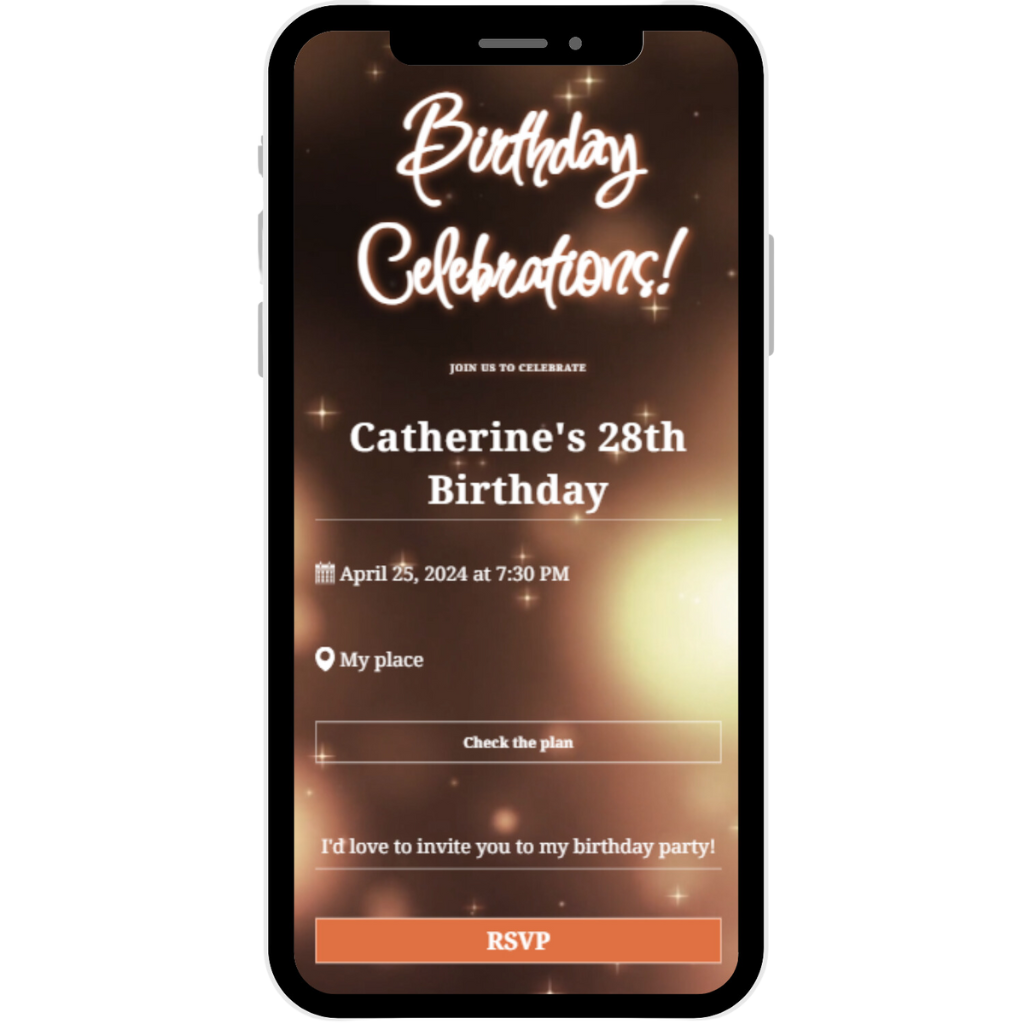 Birthday
Celebrations!
JOIN US TO CELEBRATE
Catherine's 28th
Birthday
April 25, 2024 at 7:30 PM
My place
Check the plan
I'd love to invite you to my birthday party!
RSVP